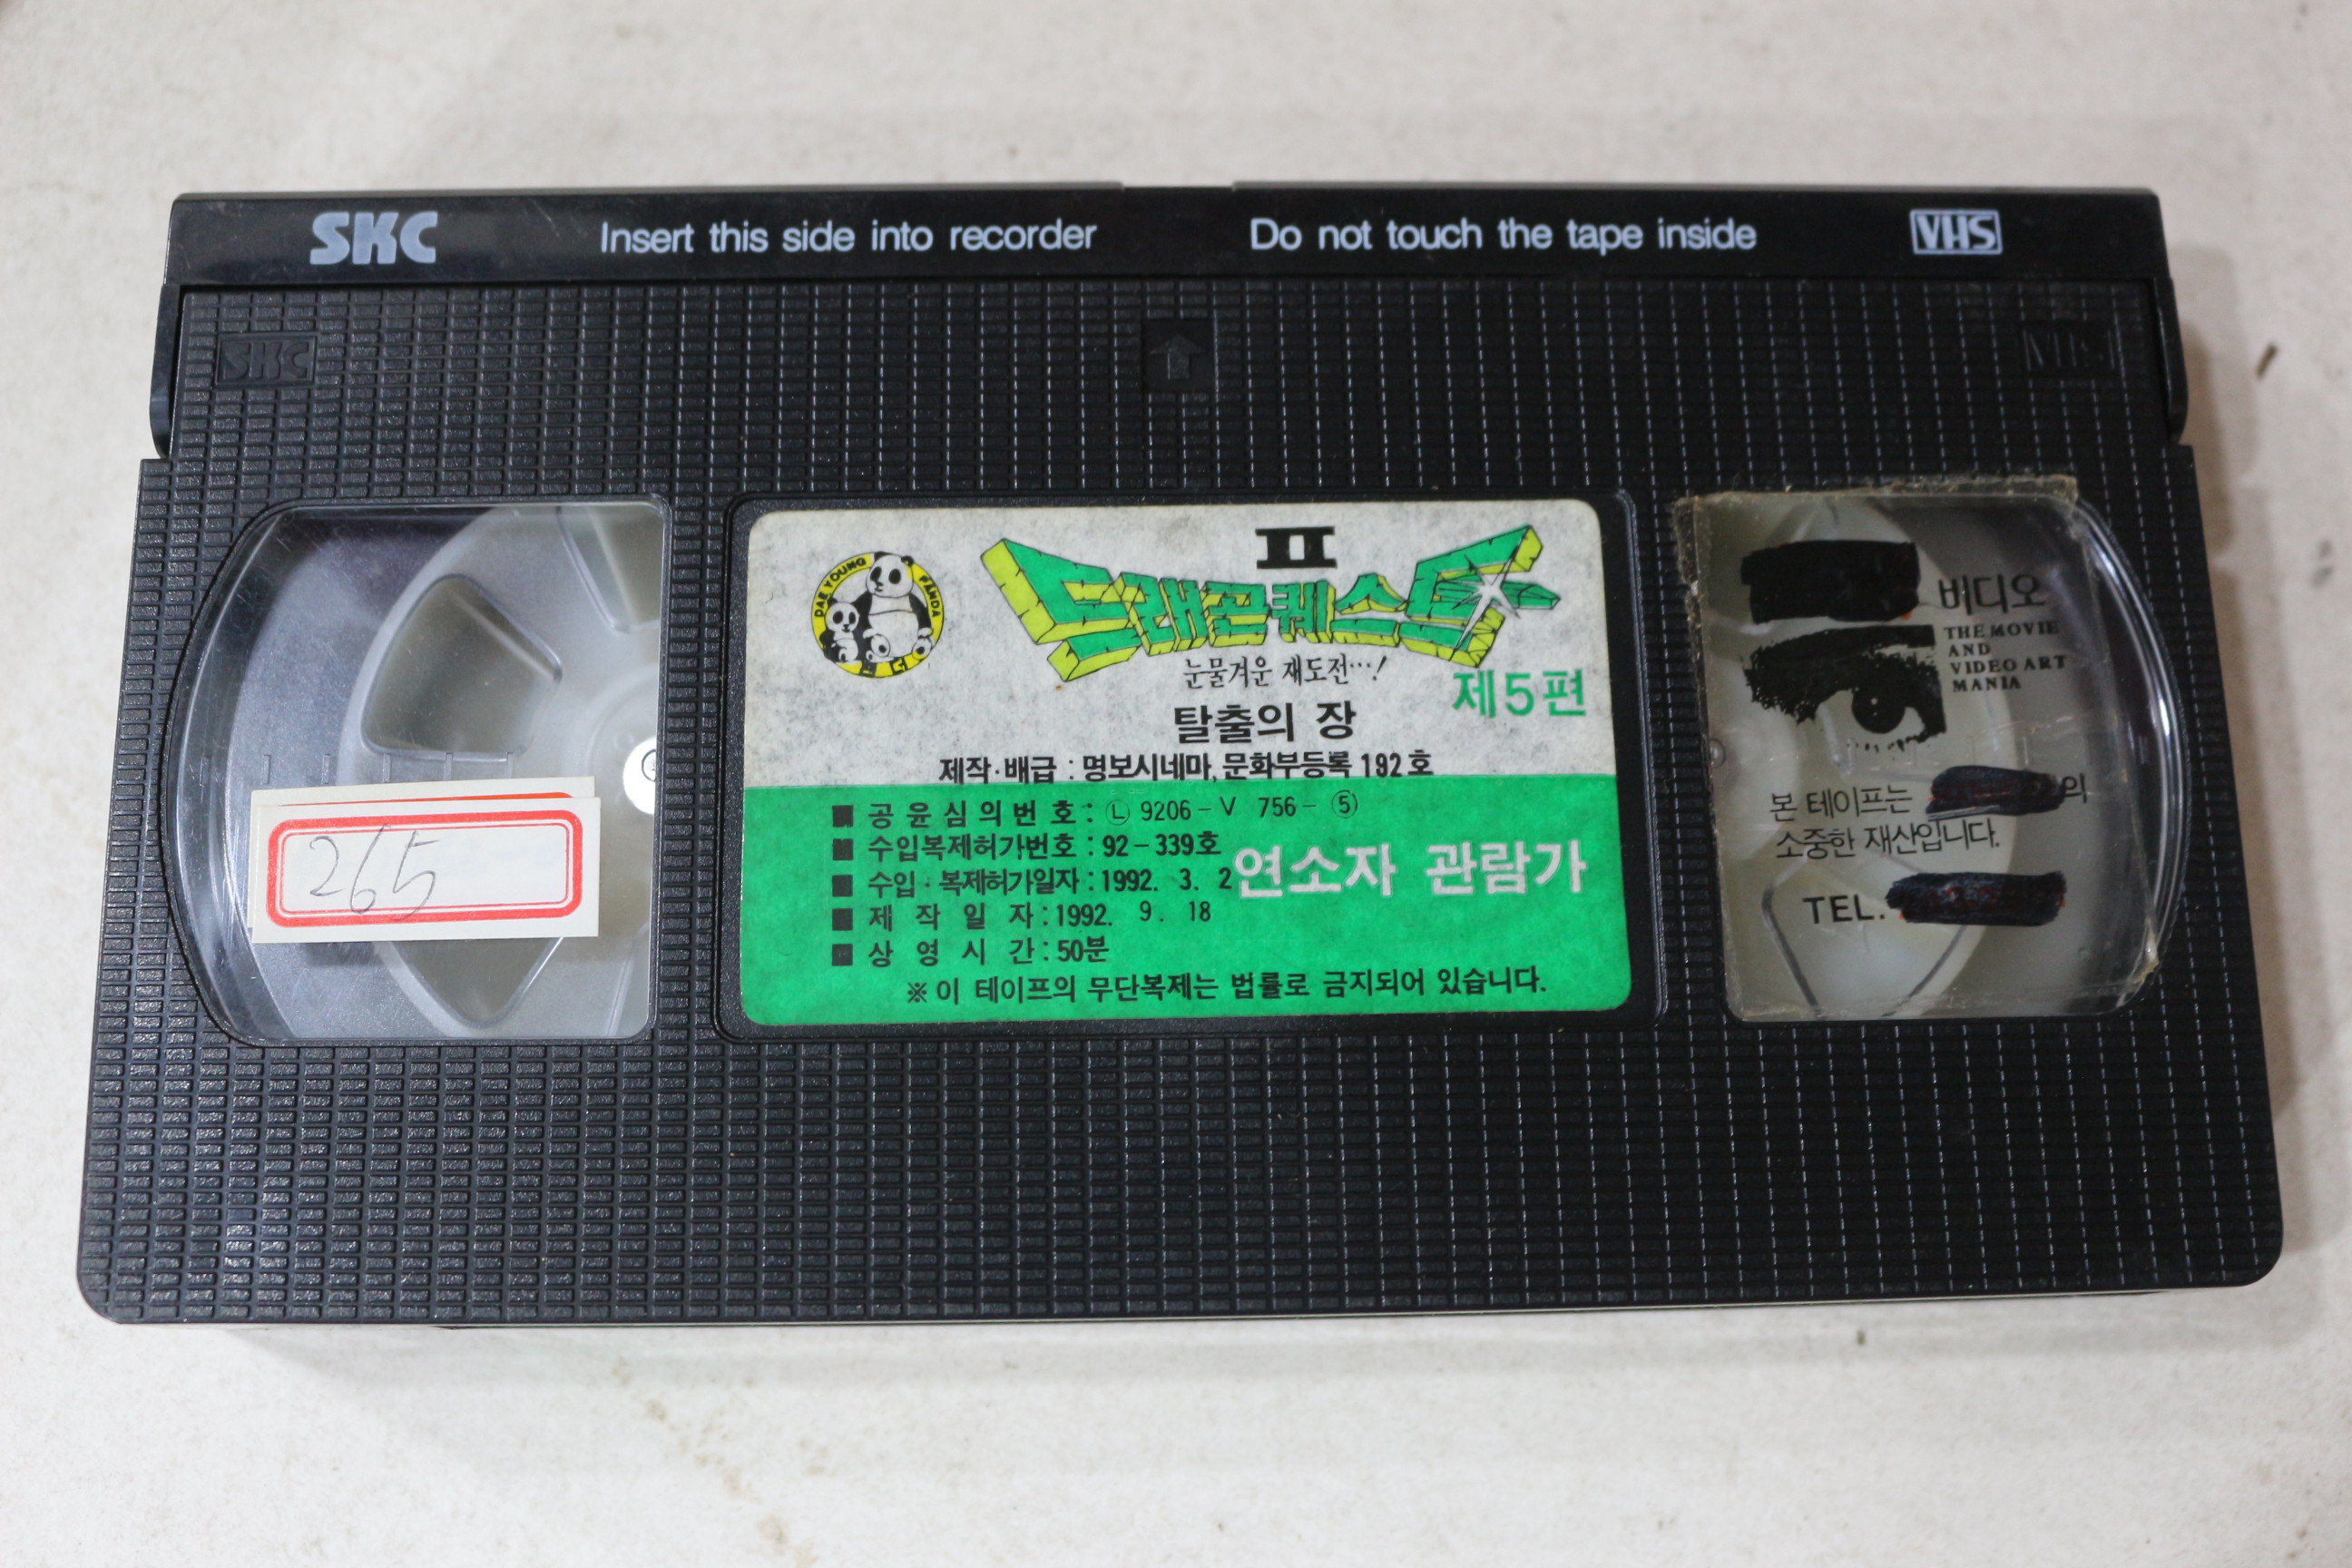 SKC Insert this side into recorder Do not touch the tape inside VHS
SKC VHS
DAE YOUNG PANDA
비디오
II
드래곤퀘스트
눈물겨운 재도전…!
제5편
탈출의 장
제작·배급 : 명보시네마, 문화부등록 192호
■ 공윤심의번호 : Ⓛ 9206-V 756-⑤
■ 수입복제허가번호 : 92-339호
■ 수입·복제허가일자 : 1992. 3. 2
■ 제작일자 : 1992. 9. 18
■ 상영시간 : 50분
연소자 관람가
※이 테이프의 무단복제는 법률로 금지되어 있습니다.
265
비디오
THE MOVIE
AND
VIDEO ART
MANIA
본 테이프는 의
소중한 재산입니다.
TEL.